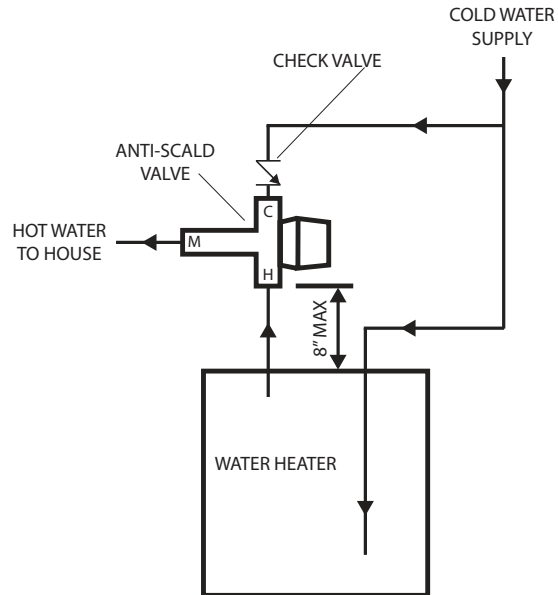 COLD WATER
SUPPLY
CHECK VALVE
ANTI-SCALD
VALVE
C
HOT WATER
TO HOUSE
M
H
8" MAX
WATER HEATER